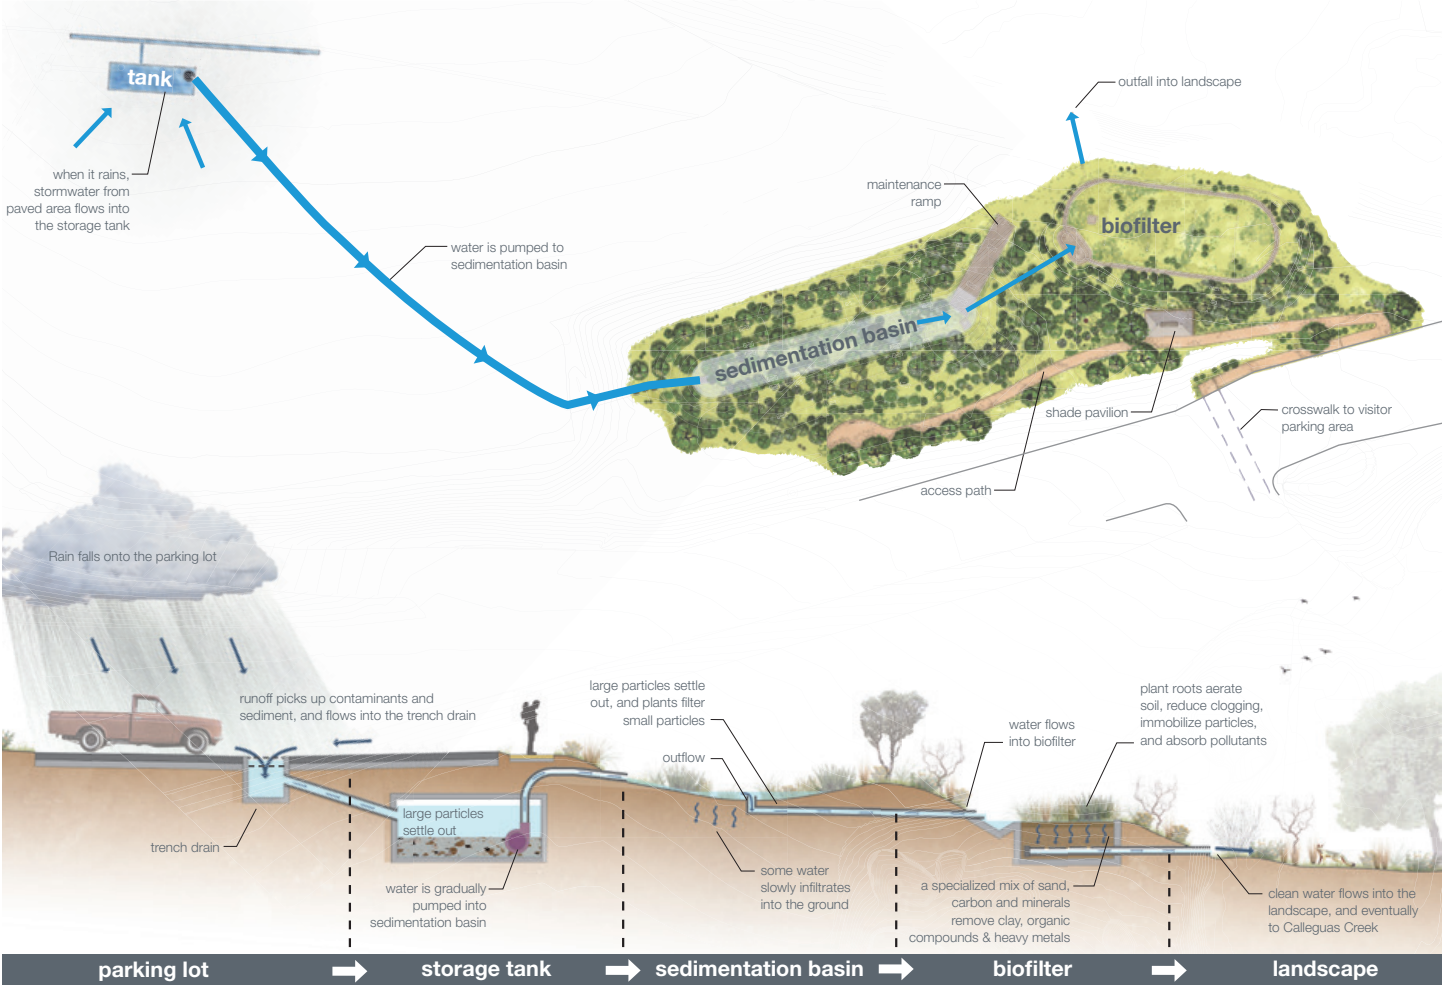 tank
when it rains,
stormwater from
paved area flows into
the storage tank
water is pumped to
sedimentation basin
outfall into landscape
maintenance
ramp
biofilter
sedimentation basin
shade pavilion
crosswalk to visitor
parking area
access path
Rain falls onto the parking lot
runoff picks up contaminants and
sediment, and flows into the trench drain
large particles settle
out, and plants filter
small particles
outflow
water flows
into biofilter
plant roots aerate
soil, reduce clogging,
immobilize particles,
and absorb pollutants
large particles
settle out
trench drain
water is gradually
pumped into
sedimentation basin
some water
slowly infiltrates
into the ground
a specialized mix of sand,
carbon and minerals
remove clay, organic
compounds & heavy metals
clean water flows into the
landscape, and eventually
to Calleguas Creek
parking lot
storage tank
sedimentation basin
biofilter
landscape